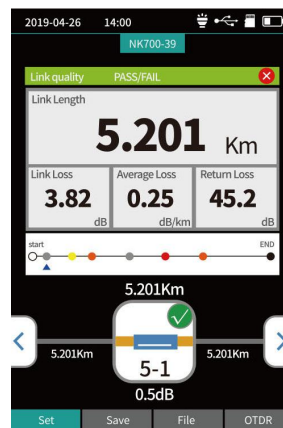 2019-04-26 14:00
NK700-39
Link quality PASS/FAIL
Link Length
5.201 Km
Link Loss Average Loss Return Loss
3.82 0.25 45.2
dB dB/km dB
start END
5.201Km
5.201Km 5.201Km
5-1
0.5dB
Set Save File OTDR